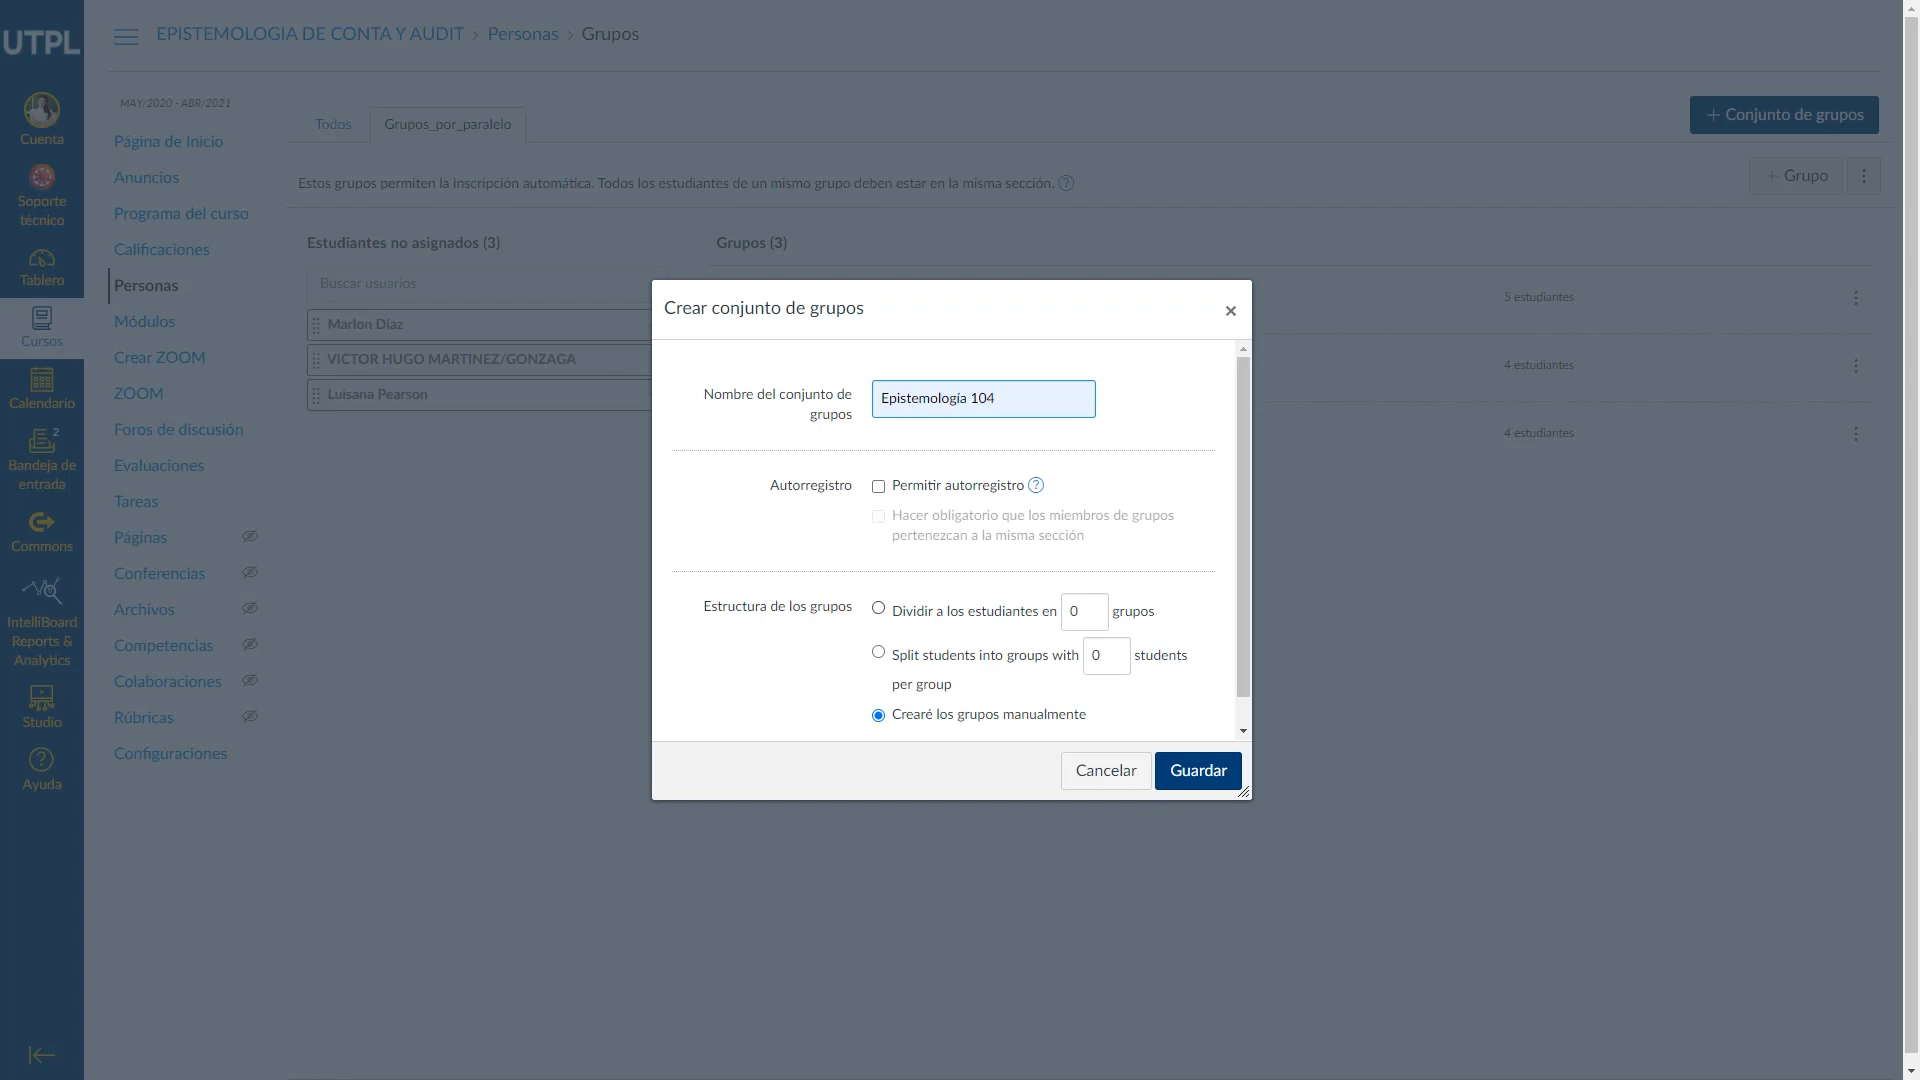 UTPL
Cuenta
Soporte
técnico
Tablero
Cursos
Calendario
2
Bandeja de
entrada
Commons
IntelliBoard
Reports &
Analytics
Studio
Ayuda
EPISTEMOLOGIA DE CONTA Y AUDIT › Personas › Grupos
MAY/2020 - ABR/2021
Página de Inicio
Anuncios
Programa del curso
Calificaciones
Personas
Módulos
Crear ZOOM
ZOOM
Foros de discusión
Evaluaciones
Tareas
Páginas
Conferencias
Archivos
Competencias
Colaboraciones
Rúbricas
Configuraciones
Todos
Grupos_por_paralelo
+ Conjunto de grupos
Estos grupos permiten la inscripción automática. Todos los estudiantes de un mismo grupo deben estar en la misma sección. ?
+ Grupo
Estudiantes no asignados (3)
Buscar usuarios
Marlon Díaz
VICTOR HUGO MARTINEZ/GONZAGA
Luisana Pearson
Grupos (3)
5 estudiantes
4 estudiantes
4 estudiantes
Crear conjunto de grupos
×
Nombre del conjunto de
grupos
Epistemología 104
Autorregistro
Permitir autorregistro ?
Hacer obligatorio que los miembros de grupos
pertenezcan a la misma sección
Estructura de los grupos
Dividir a los estudiantes en 0 grupos
Split students into groups with 0 students
per group
Crearé los grupos manualmente
Cancelar
Guardar